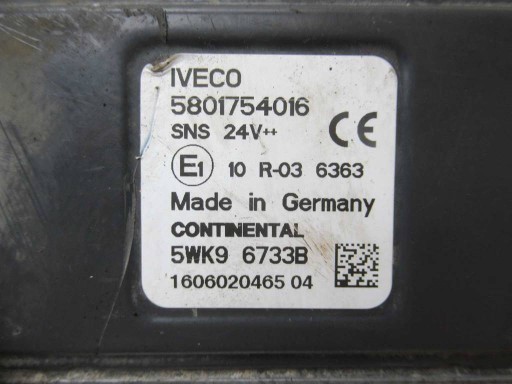 IVECO
5801754016
SNS 24V++
CE
E1 10 R-03 6363
Made in Germany
CONTINENTAL
5WK9 6733B
1606020465 04